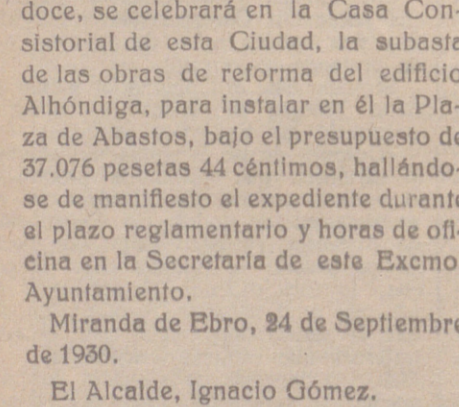 doce, se celebrará en la Casa Con-
sistorial de esta Ciudad, la subasta
de las obras de reforma del edificio
Alhóndiga, para instalar en él la Pla-
za de Abastos, bajo el presupuesto de
37.076 pesetas 44 céntimos, hallándo-
se de manifiesto el expediente durante
el plazo reglamentario y horas de ofi-
cina en la Secretaría de este Excmo.
Ayuntamiento.
Miranda de Ebro, 24 de Septiembre
de 1930.
El Alcalde, Ignacio Gómez.